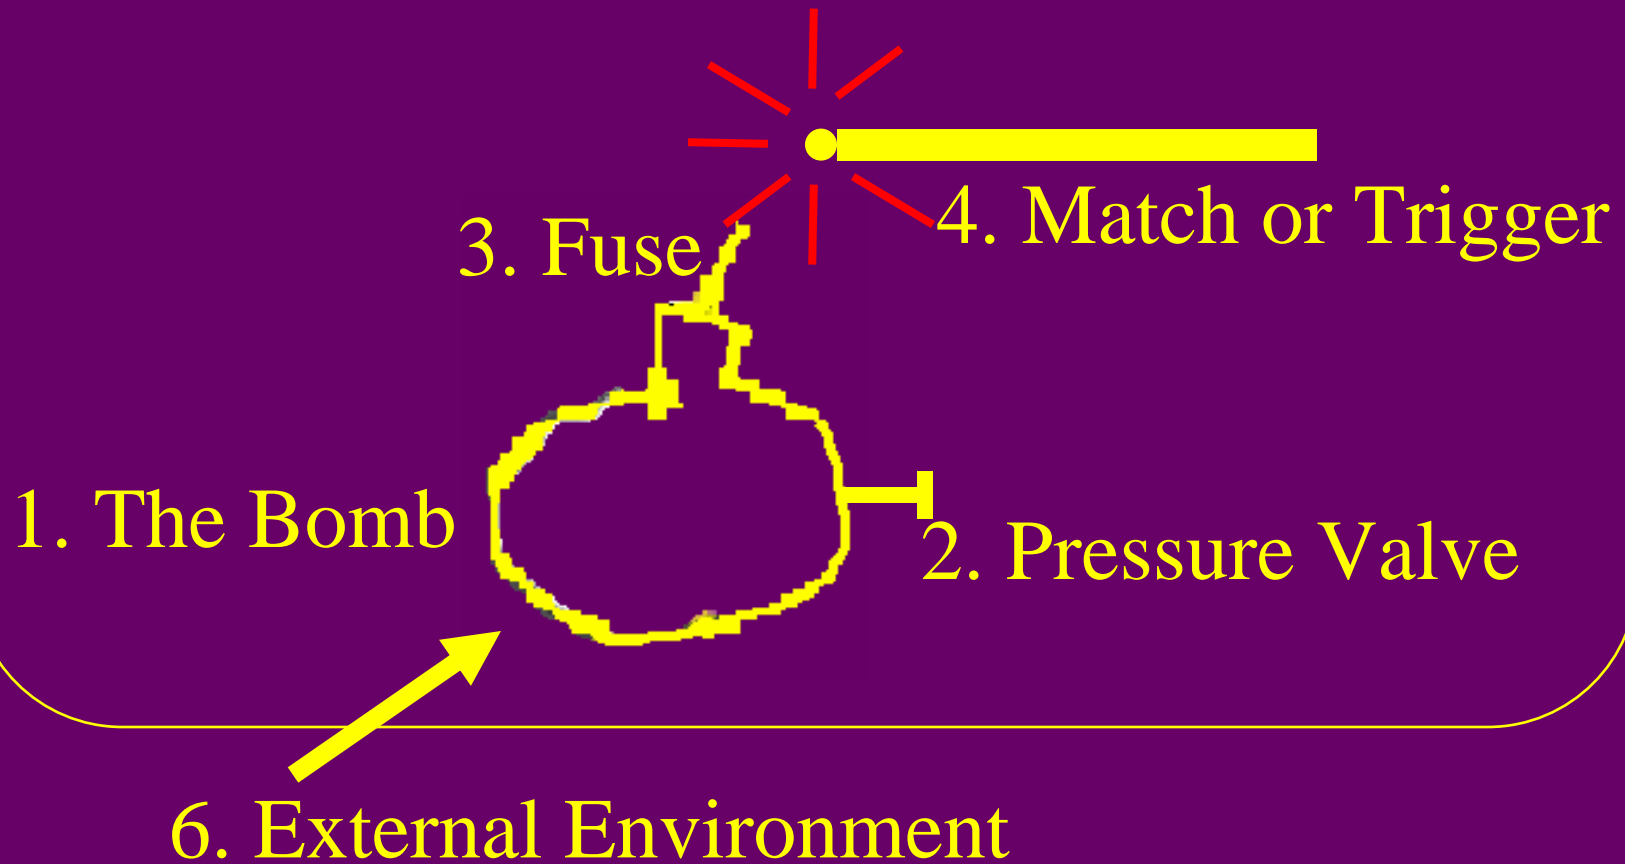 4. Match or Trigger
3. Fuse
1. The Bomb
2. Pressure Valve
6. External Environment